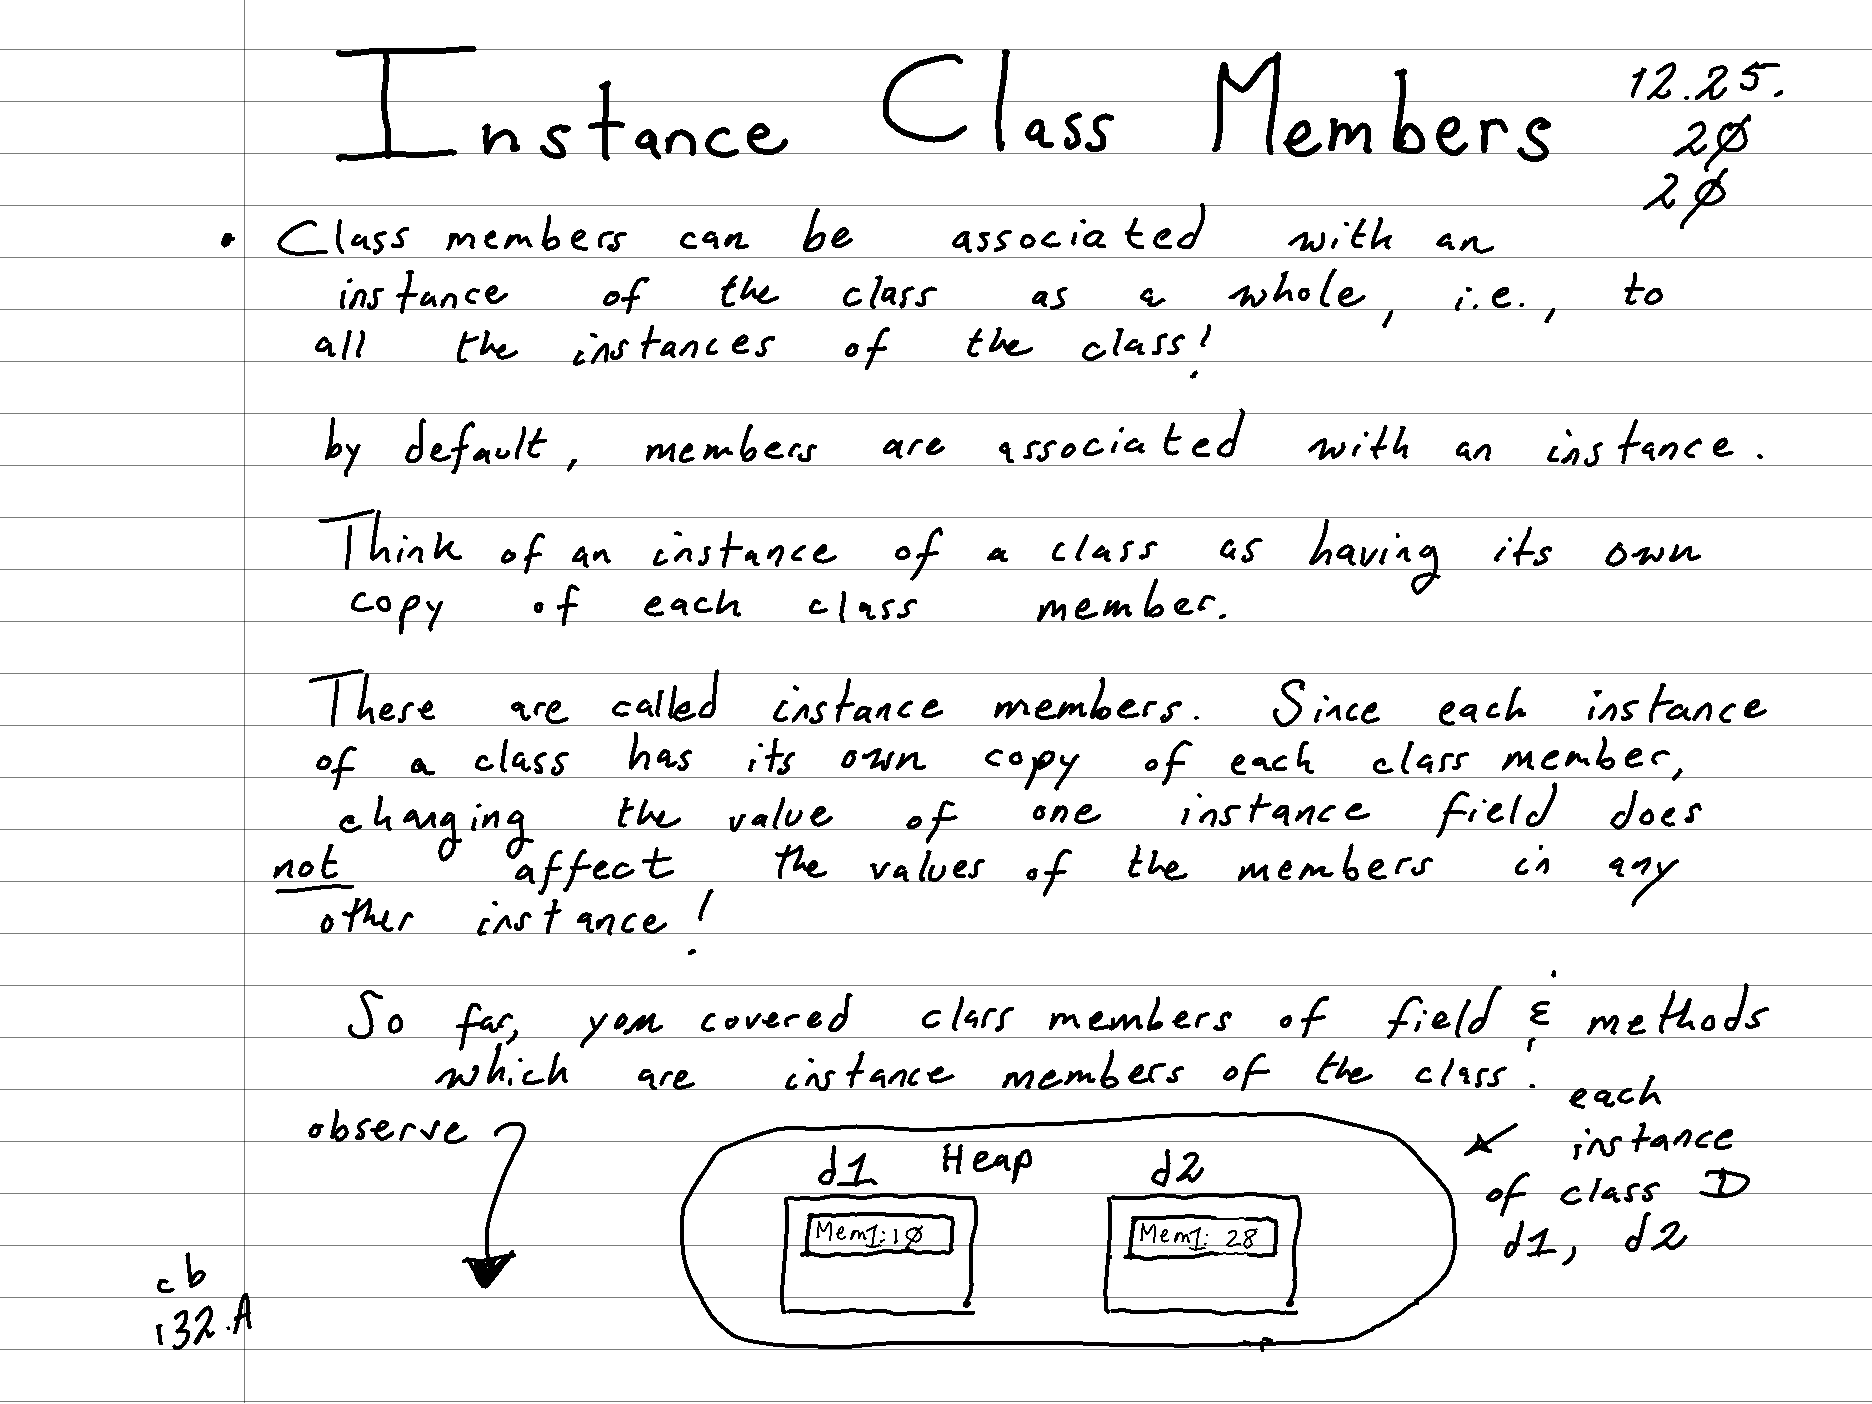 Instance Class Members
12.25.
2∅
2∅
• Class members can be associated with an
instance of the class as a whole, i.e., to
all the instances of the class!
by default, members are associated with an instance.
Think of an instance of a class as having its own
copy of each class member.
These are called instance members. Since each instance
of a class has its own copy of each class member,
changing the value of one instance field does
not affect the values of the members in any
other instance!
So far, you covered class members of field & methods
which are instance members of the class!
observe
Heap
d1
Mem1:1∅
d2
Mem1: 28
each
instance
of class D
d1, d2
cb
132.A